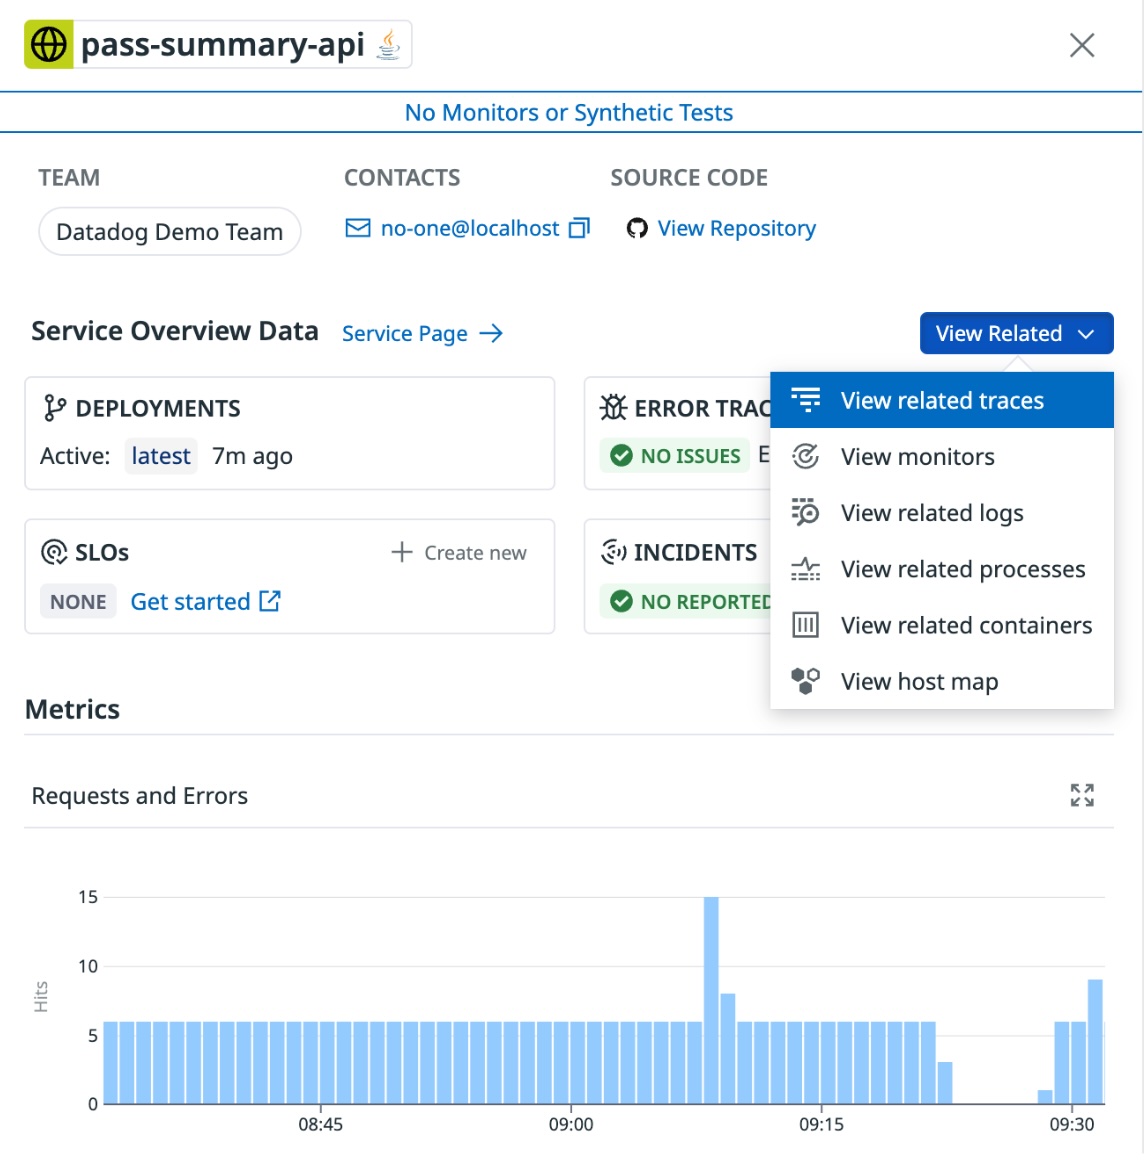 pass-summary-api
No Monitors or Synthetic Tests
TEAM
CONTACTS
SOURCE CODE
Datadog Demo Team
no-one@localhost
View Repository
Service Overview Data
Service Page
View Related
DEPLOYMENTS
Active: latest 7m ago
ERROR TRAC
NO ISSUES E
SLOs
Create new
NONE Get started
INCIDENTS
NO REPORTED
View related traces
View monitors
View related logs
View related processes
View related containers
View host map
Metrics
Requests and Errors
Hits
15
10
5
0
08:45
09:00
09:15
09:30